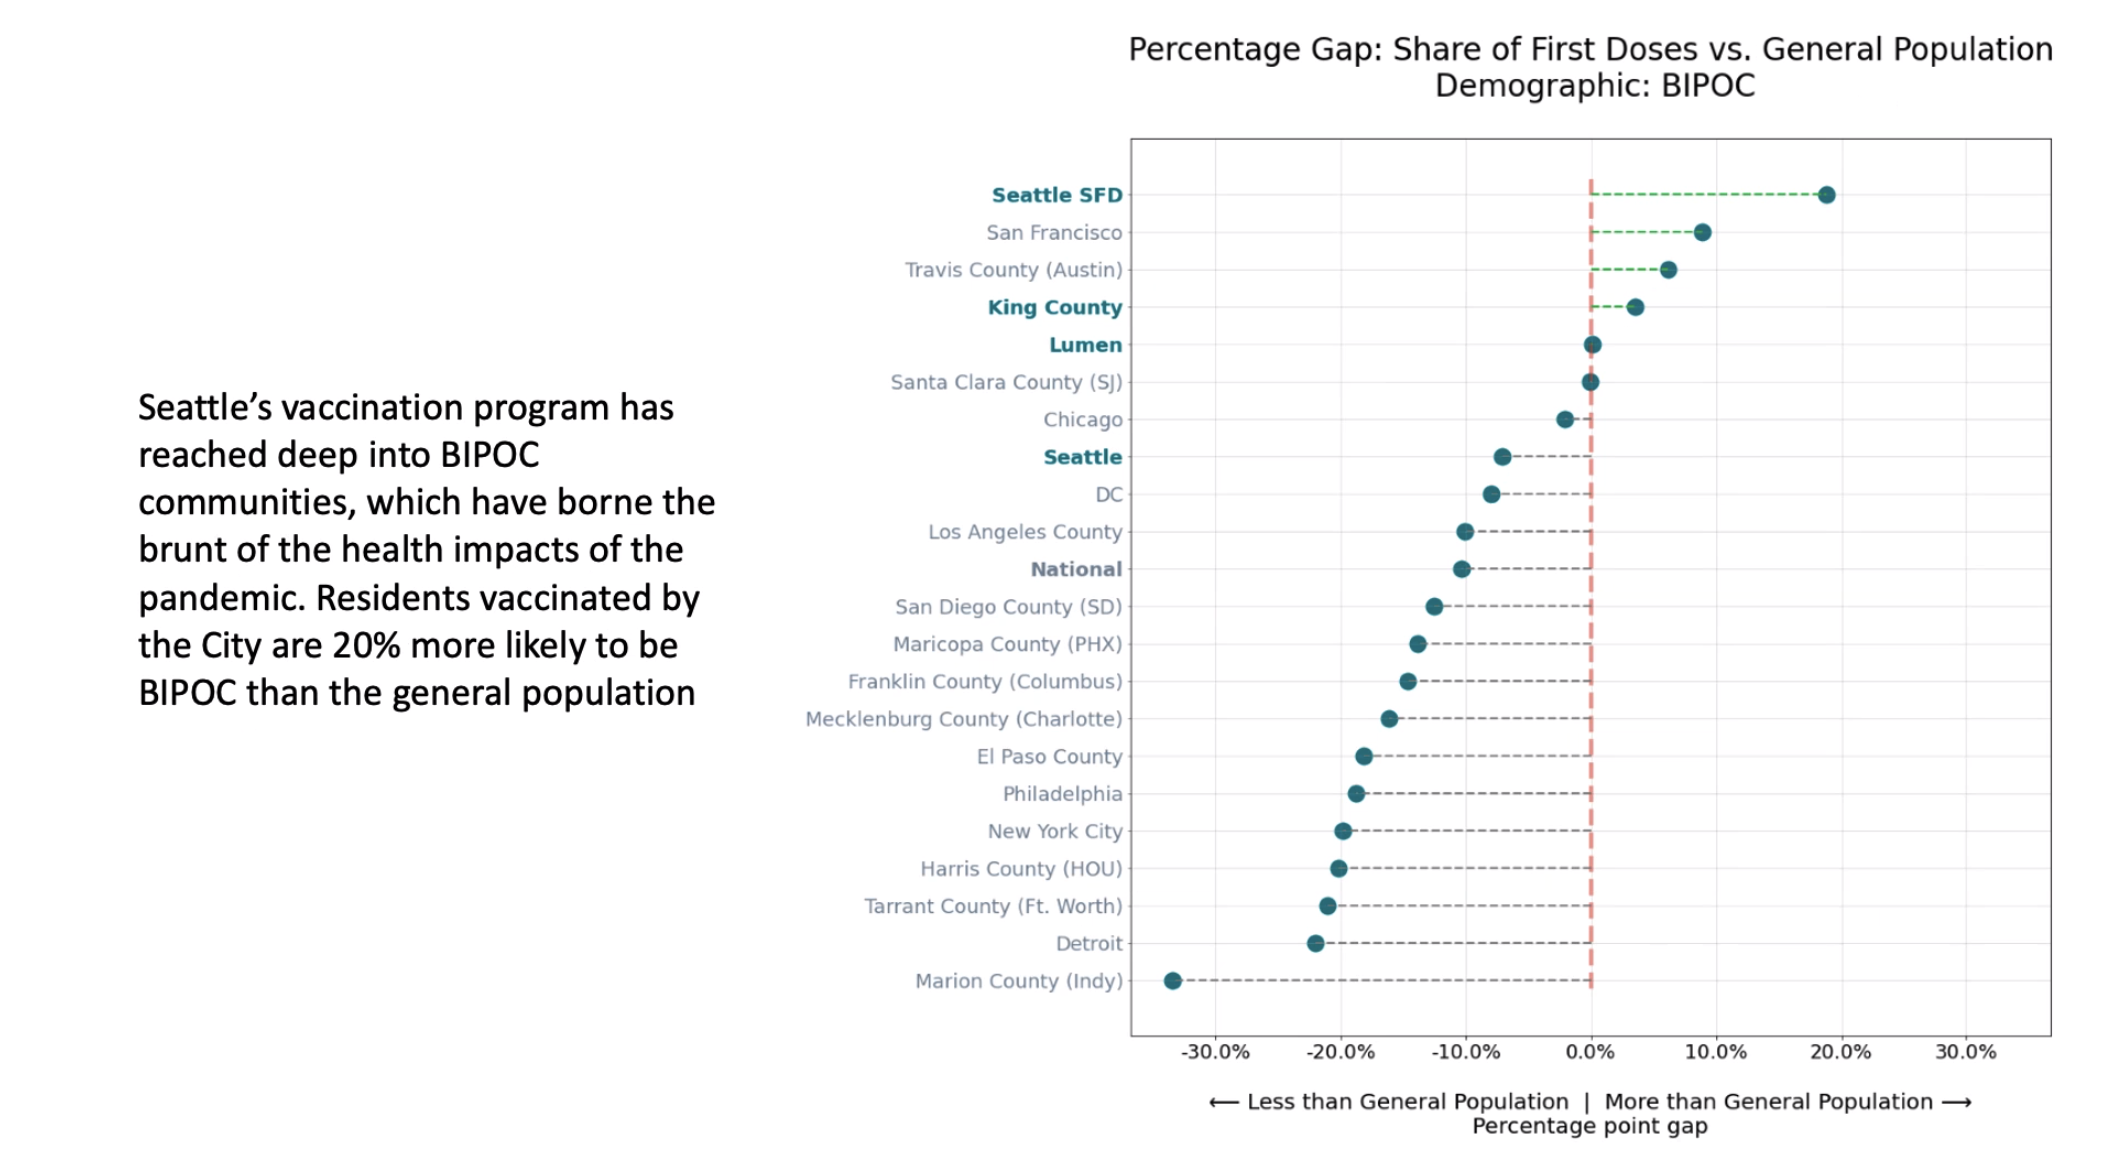 Seattle’s vaccination program has
reached deep into BIPOC
communities, which have borne the
brunt of the health impacts of the
pandemic. Residents vaccinated by
the City are 20% more likely to be
BIPOC than the general population
Percentage Gap: Share of First Doses vs. General Population
Demographic: BIPOC
Seattle SFD
San Francisco
Travis County (Austin)
King County
Lumen
Santa Clara County (SJ)
Chicago
Seattle
DC
Los Angeles County
National
San Diego County (SD)
Maricopa County (PHX)
Franklin County (Columbus)
Mecklenburg County (Charlotte)
El Paso County
Philadelphia
New York City
Harris County (HOU)
Tarrant County (Ft. Worth)
Detroit
Marion County (Indy)
-30.0% -20.0% -10.0% 0.0% 10.0% 20.0% 30.0%
⟵ Less than General Population | More than General Population ⟶
Percentage point gap